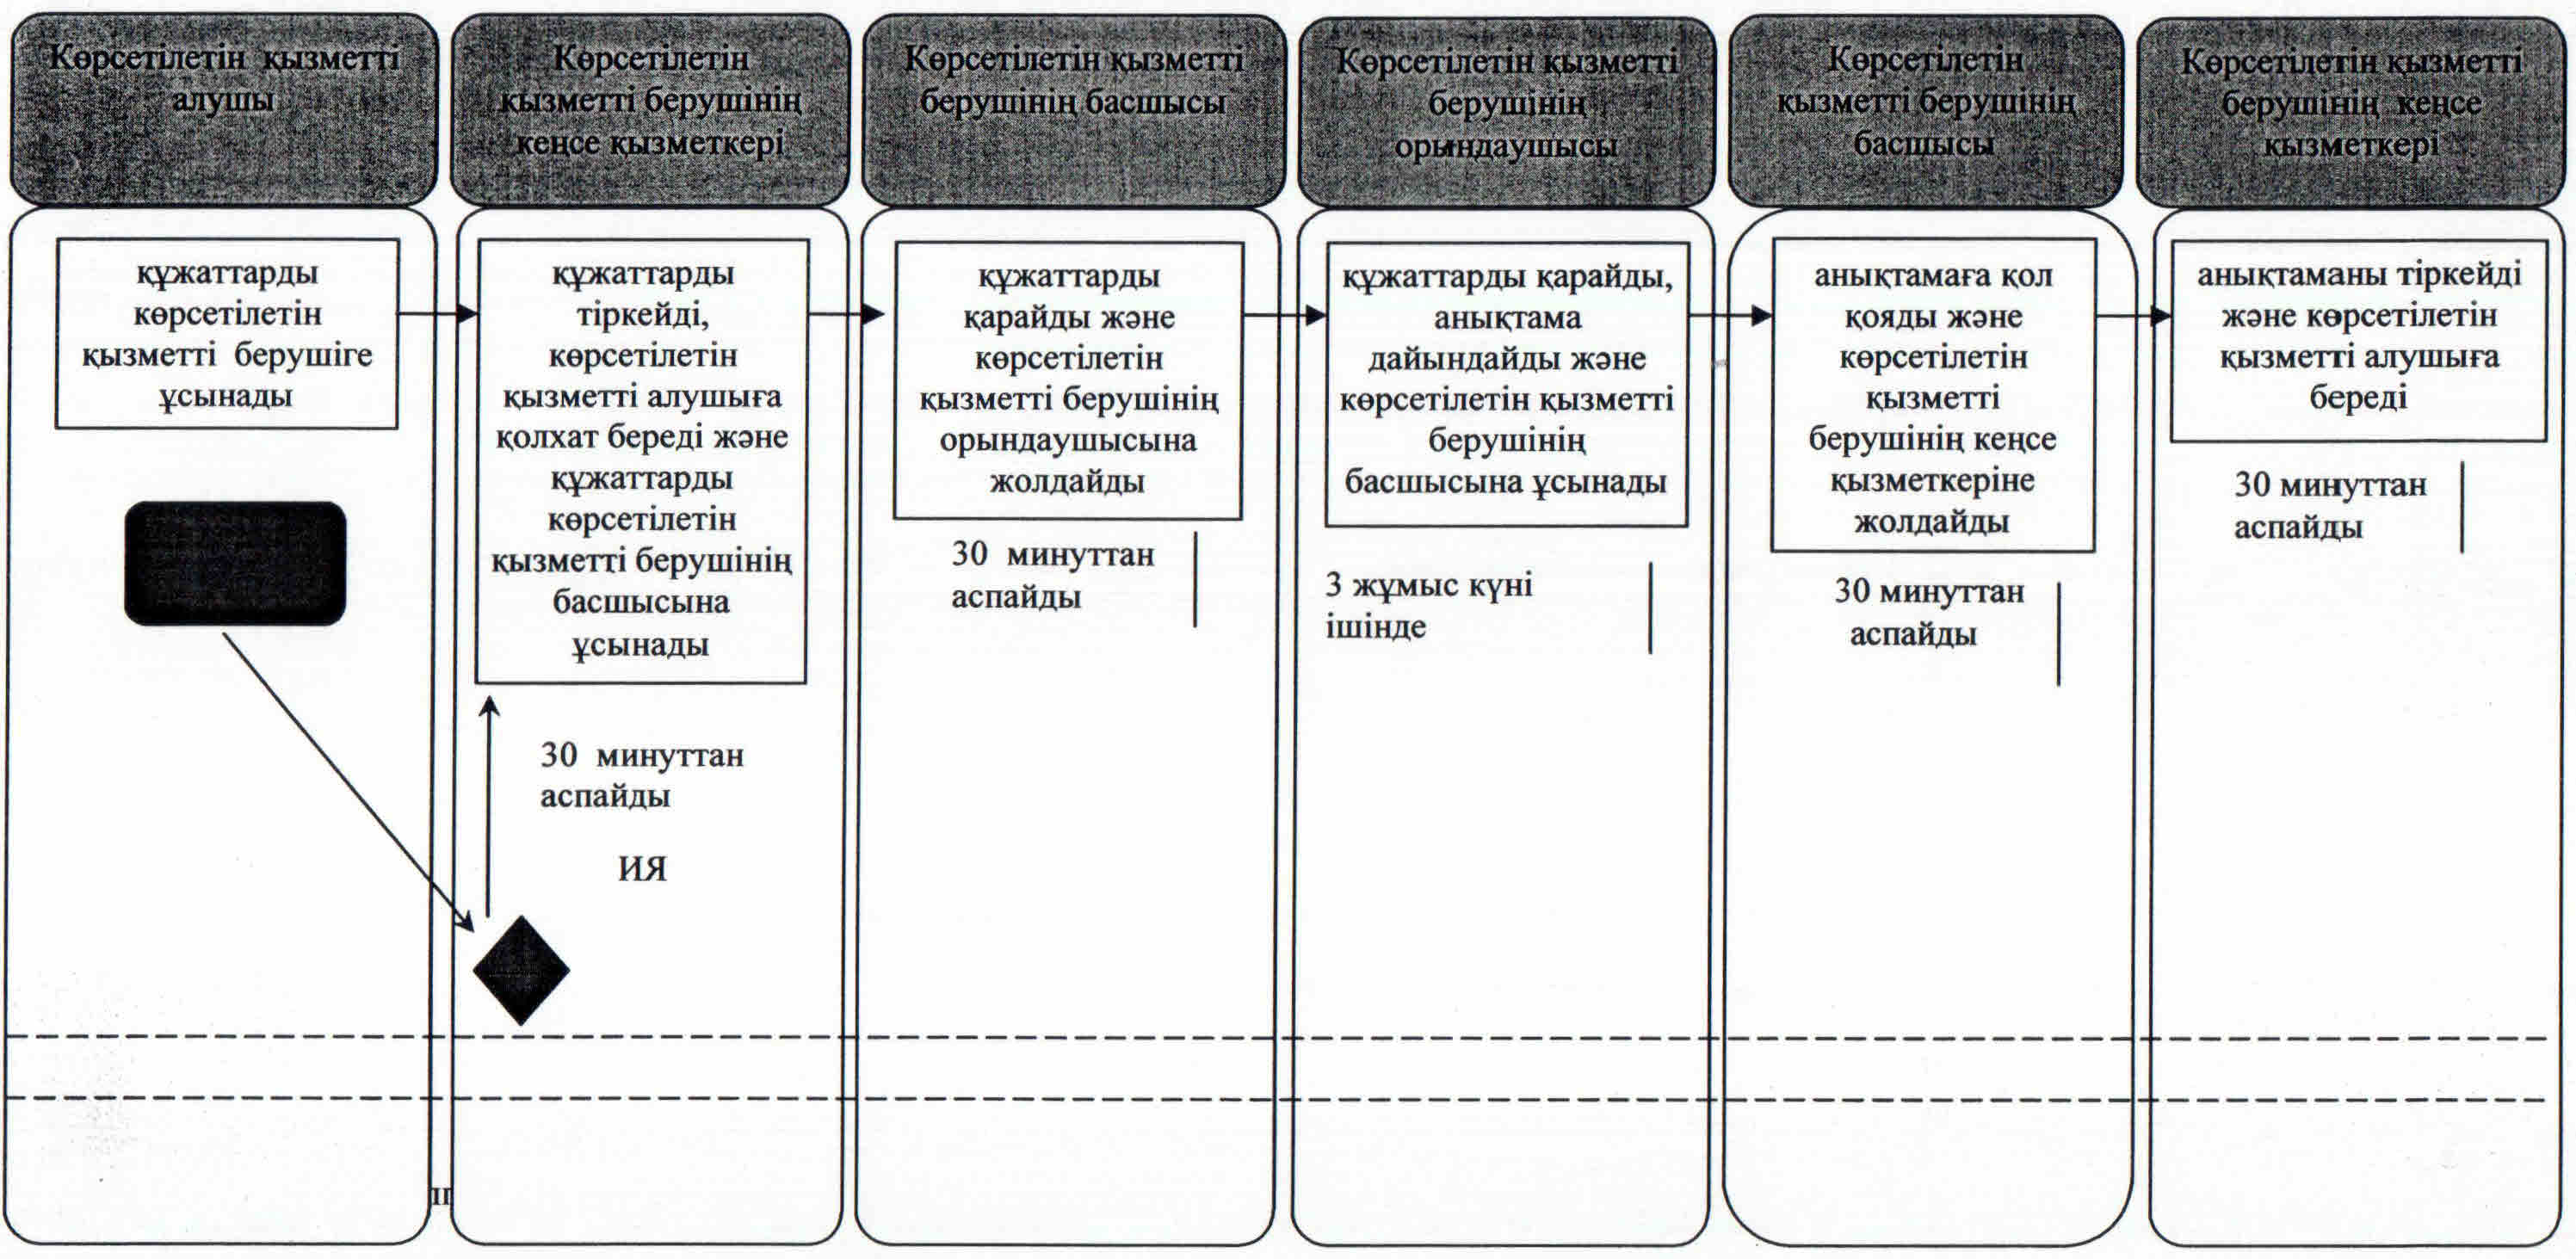 Көрсетілетін қызметті
алушы
Көрсетілетін
қызметті берушінің
кеңсе қызметкері
Көрсетілетін қызметті
берушінің басшысы
Көрсетілетін қызметті
берушінің
орындаушысы
Көрсетілетін
қызметті берушінің
басшысы
Көрсетілетін қызметті
берушінің кеңсе
қызметкері
құжаттарды
көрсетілетін
қызметті берушіге
ұсынады
құжаттарды
тіркейді,
көрсетілетін
қызметті алушыға
қолхат береді және
құжаттарды
көрсетілетін
қызметті берушінің
басшысына
ұсынады
30 минуттан
аспайды
ИЯ
құжаттарды
қарайды және
көрсетілетін
қызметті берушінің
орындаушысына
жолдайды
30 минуттан
аспайды
құжаттарды қарайды,
анықтама
дайындайды және
көрсетілетін қызметті
берушінің
басшысына ұсынады
3 жұмыс күні
ішінде
анықтамаға қол
қояды және
көрсетілетін
қызметті
берушінің кеңсе
қызметкеріне
жолдайды
30 минуттан
аспайды
анықтаманы тіркейді
және көрсетілетін
қызметті алушыға
береді
30 минуттан
аспайды